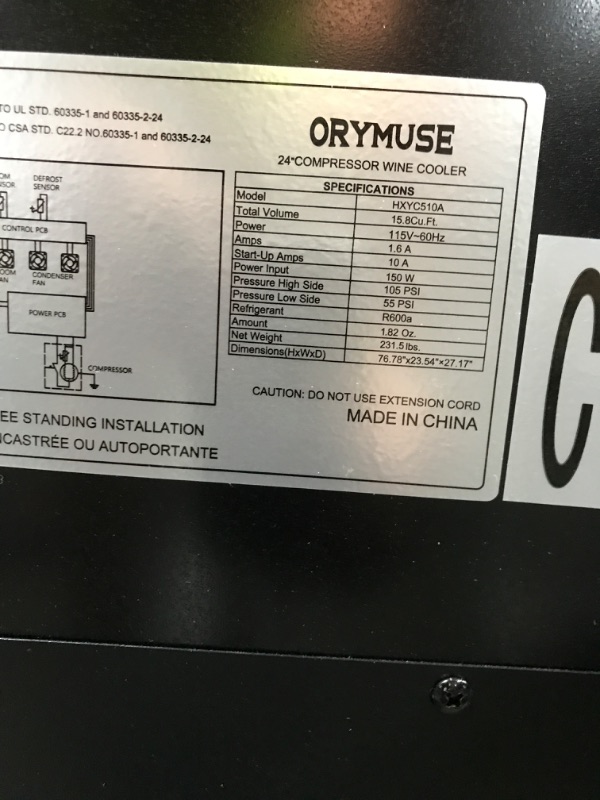 TO UL STD. 60335-1 and 60335-2-24
CSA STD. C22.2 NO.60335-1 and 60335-2-24
DEFROST
SENSOR
CONTROL PCB
CONDENSER
FAN
FAN
POWER PCB
COMPRESSOR
STANDING INSTALLATION
OU AUTOPORTANTE
ORYMUSE
24"COMPRESSOR WINE COOLER
SPECIFICATIONS
Model HXYC510A
Total Volume 15.8Cu.Ft.
Power 115V~60Hz
Amps 1.6 A
Start-Up Amps 10 A
Power Input 150 W
Pressure High Side 105 PSI
Pressure Low Side 55 PSI
Refrigerant R600a
Amount 1.82 Oz.
Net Weight 231.5 lbs.
Dimensions(HxWxD) 76.78"x23.54"x27.17"
CAUTION: DO NOT USE EXTENSION CORD
MADE IN CHINA
C